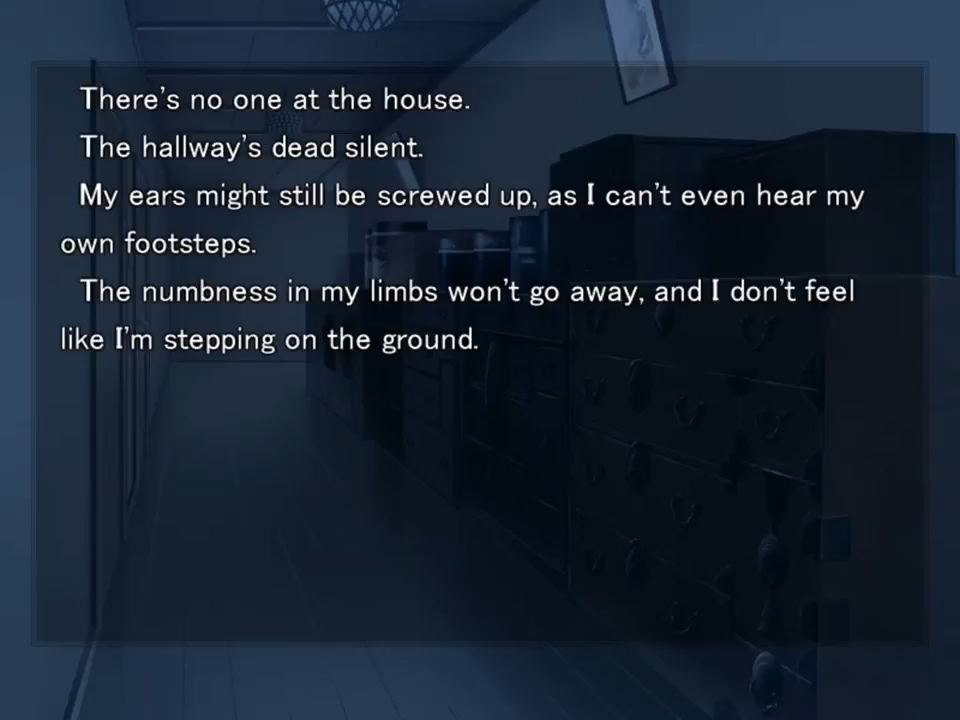 There's no one at the house.
The hallway's dead silent.
My ears might still be screwed up, as I can't even hear my
own footsteps.
The numbness in my limbs won't go away, and I don't feel
like I'm stepping on the ground.